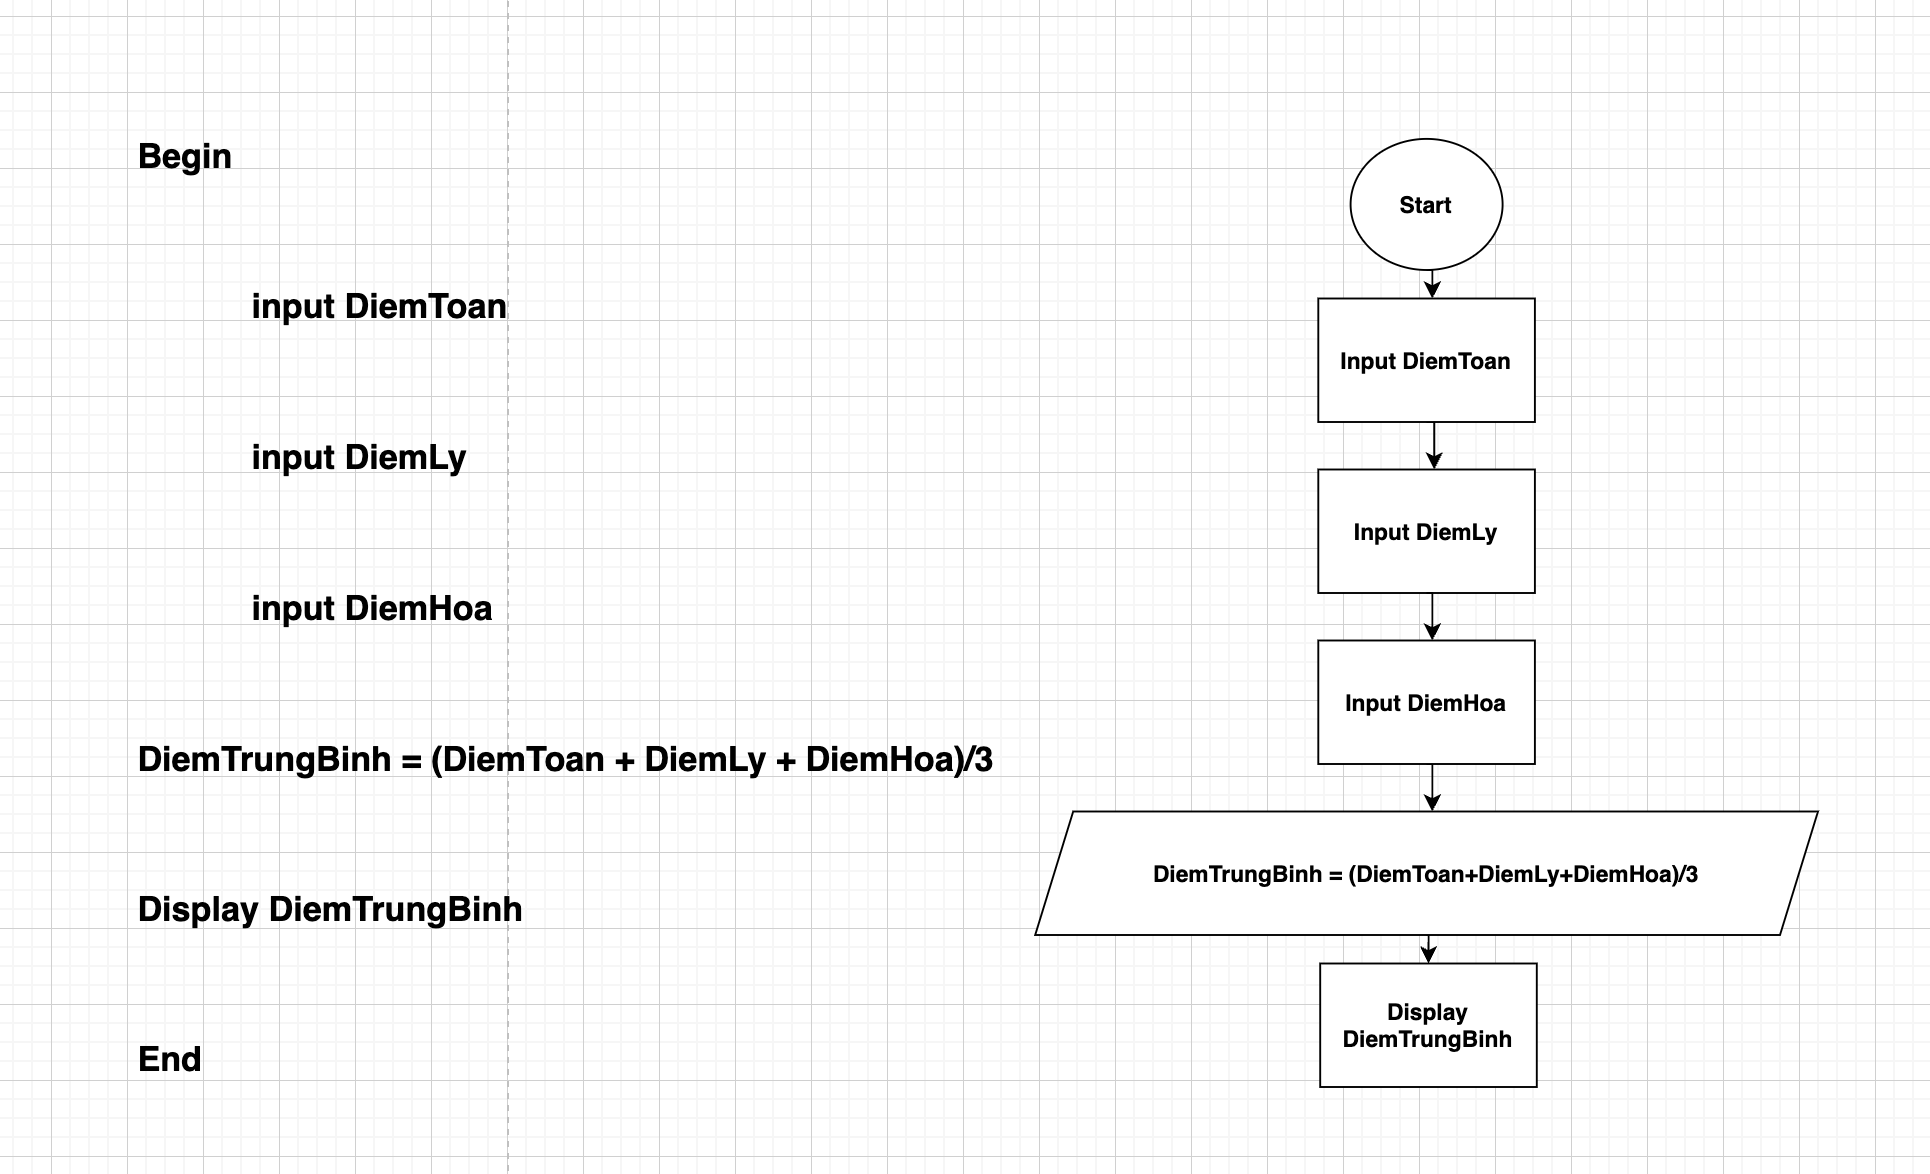 Begin
input DiemToan
input DiemLy
input DiemHoa
DiemTrungBinh = (DiemToan + DiemLy + DiemHoa)/3
Display DiemTrungBinh
End
Start
Input DiemToan
Input DiemLy
Input DiemHoa
DiemTrungBinh = (DiemToan+DiemLy+DiemHoa)/3
Display
DiemTrungBinh